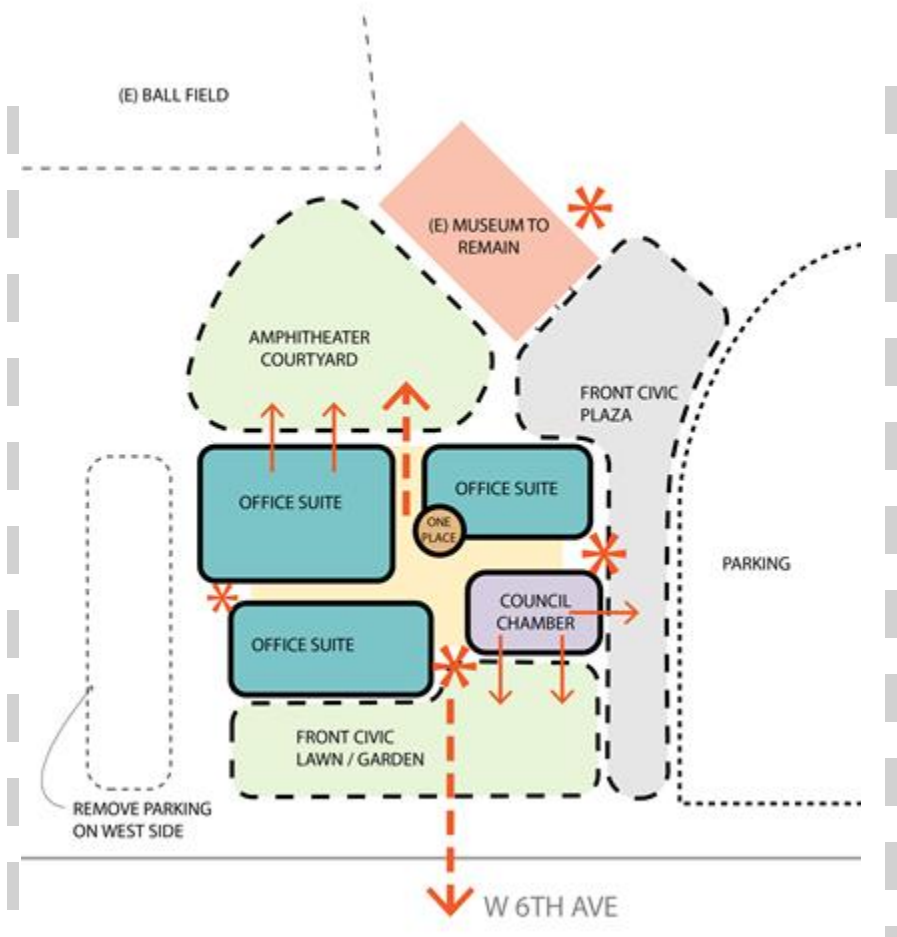 (E) BALL FIELD
(E) MUSEUM TO
REMAIN
AMPHITHEATER
COURTYARD
FRONT CIVIC
PLAZA
OFFICE SUITE
OFFICE SUITE
ONE
PLACE
PARKING
COUNCIL
CHAMBER
OFFICE SUITE
FRONT CIVIC
LAWN / GARDEN
REMOVE PARKING
ON WEST SIDE
W 6TH AVE